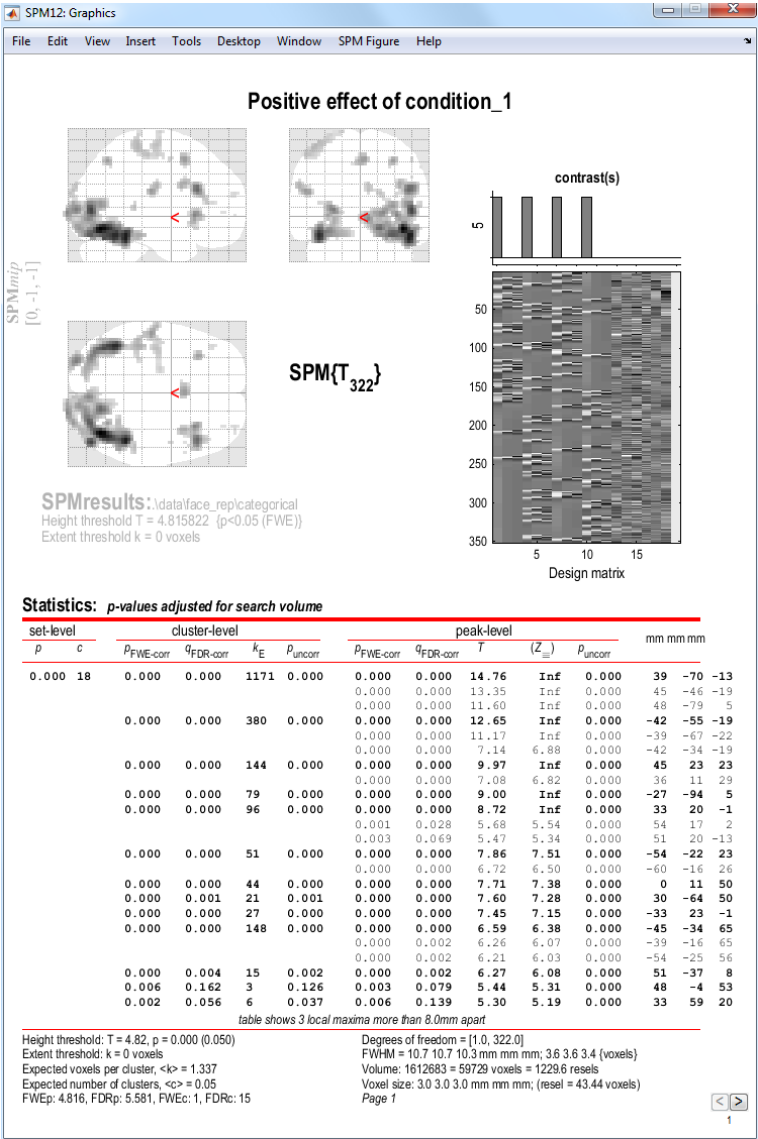 SPM12: Graphics
File Edit View Insert Tools Desktop Window SPM Figure Help
Positive effect of condition_1
SPMmip
[0, -1, -1]
<
<
<
SPM{T322}
contrast(s)
5
50
100
150
200
250
300
350
5 10 15
Design matrix
SPMresults: .\data\face_rep\categorical
Height threshold T = 4.815822 {p<0.05 (FWE)}
Extent threshold k = 0 voxels
Statistics: p-values adjusted for search volume
set-level cluster-level peak-level mm mm mm
p c pFWE-corr qFDR-corr kE puncorr pFWE-corr qFDR-corr T (Z≡) puncorr
0.000 18 0.000 0.000 1171 0.000 0.000 0.000 14.76 Inf 0.000 39 -70 -13
0.000 0.000 13.35 Inf 0.000 45 -46 -19
0.000 0.000 11.60 Inf 0.000 48 -79 5
0.000 0.000 380 0.000 0.000 0.000 12.65 Inf 0.000 -42 -55 -19
0.000 0.000 11.17 Inf 0.000 -39 -67 -22
0.000 0.000 7.14 6.88 0.000 -42 -34 -19
0.000 0.000 144 0.000 0.000 0.000 9.97 Inf 0.000 45 23 23
0.000 0.000 7.08 6.82 0.000 36 11 29
0.000 0.000 79 0.000 0.000 0.000 9.00 Inf 0.000 -27 -94 5
0.000 0.000 96 0.000 0.000 0.000 8.72 Inf 0.000 33 20 -1
0.001 0.028 5.68 5.54 0.000 54 17 2
0.003 0.069 5.47 5.34 0.000 51 20 -13
0.000 0.000 51 0.000 0.000 0.000 7.86 7.51 0.000 -54 -22 23
0.000 0.000 6.72 6.50 0.000 -60 -16 26
0.000 0.000 44 0.000 0.000 0.000 7.71 7.38 0.000 0 11 50
0.000 0.001 21 0.001 0.000 0.000 7.60 7.28 0.000 30 -64 50
0.000 0.000 27 0.000 0.000 0.000 7.45 7.15 0.000 -33 23 -1
0.000 0.000 148 0.000 0.000 0.000 6.59 6.38 0.000 -45 -34 65
0.000 0.002 6.26 6.07 0.000 -39 -16 65
0.000 0.002 6.21 6.03 0.000 -54 -25 56
0.000 0.004 15 0.002 0.000 0.002 6.27 6.08 0.000 51 -37 8
0.006 0.162 3 0.126 0.003 0.079 5.44 5.31 0.000 48 -4 53
0.002 0.056 6 0.037 0.006 0.139 5.30 5.19 0.000 33 59 20
table shows 3 local maxima more than 8.0mm apart
Height threshold: T = 4.82, p = 0.000 (0.050)
Extent threshold: k = 0 voxels
Expected voxels per cluster, <k> = 1.337
Expected number of clusters, <c> = 0.05
FWEp: 4.816, FDRp: 5.581, FWEc: 1, FDRc: 15
Degrees of freedom = [1.0, 322.0]
FWHM = 10.7 10.7 10.3 mm mm mm; 3.6 3.6 3.4 {voxels}
Volume: 1612683 = 59729 voxels = 1229.6 resels
Voxel size: 3.0 3.0 3.0 mm mm mm; (resel = 43.44 voxels)
Page 1
< >
1